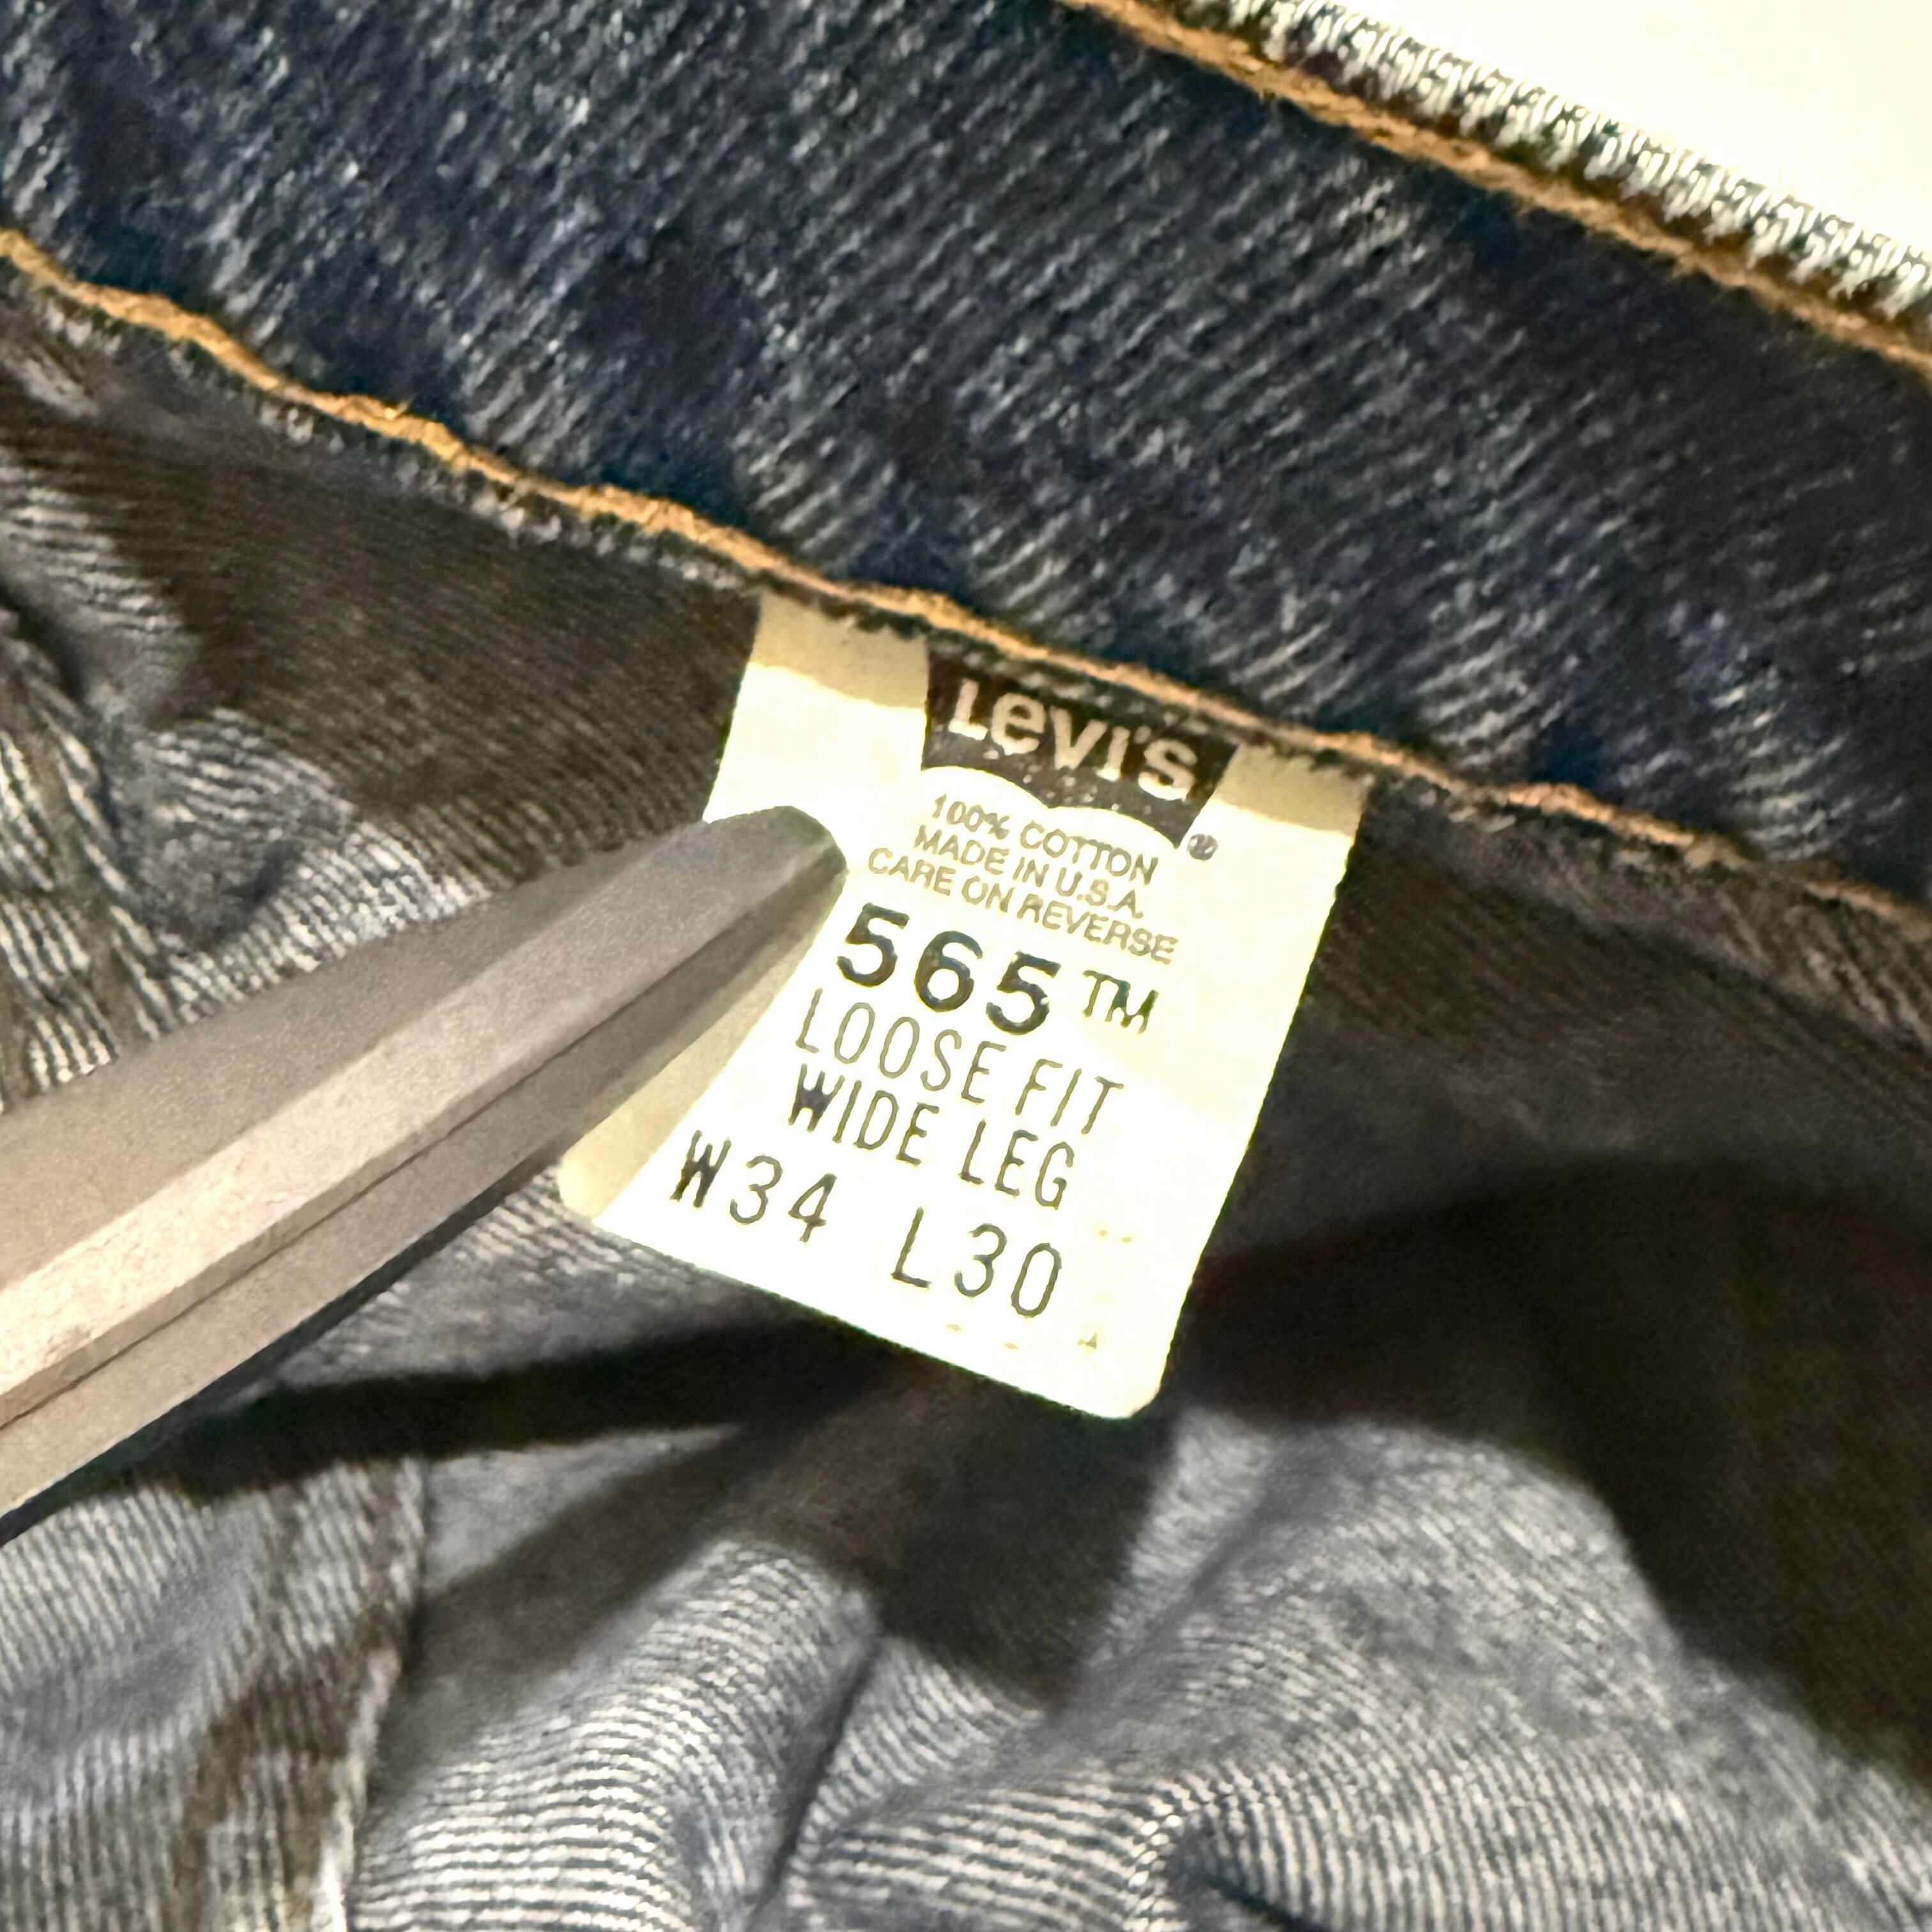 Levi's ®
100% COTTON
MADE IN U.S.A.
CARE ON REVERSE
565™
LOOSE FIT
WIDE LEG
W34 L30